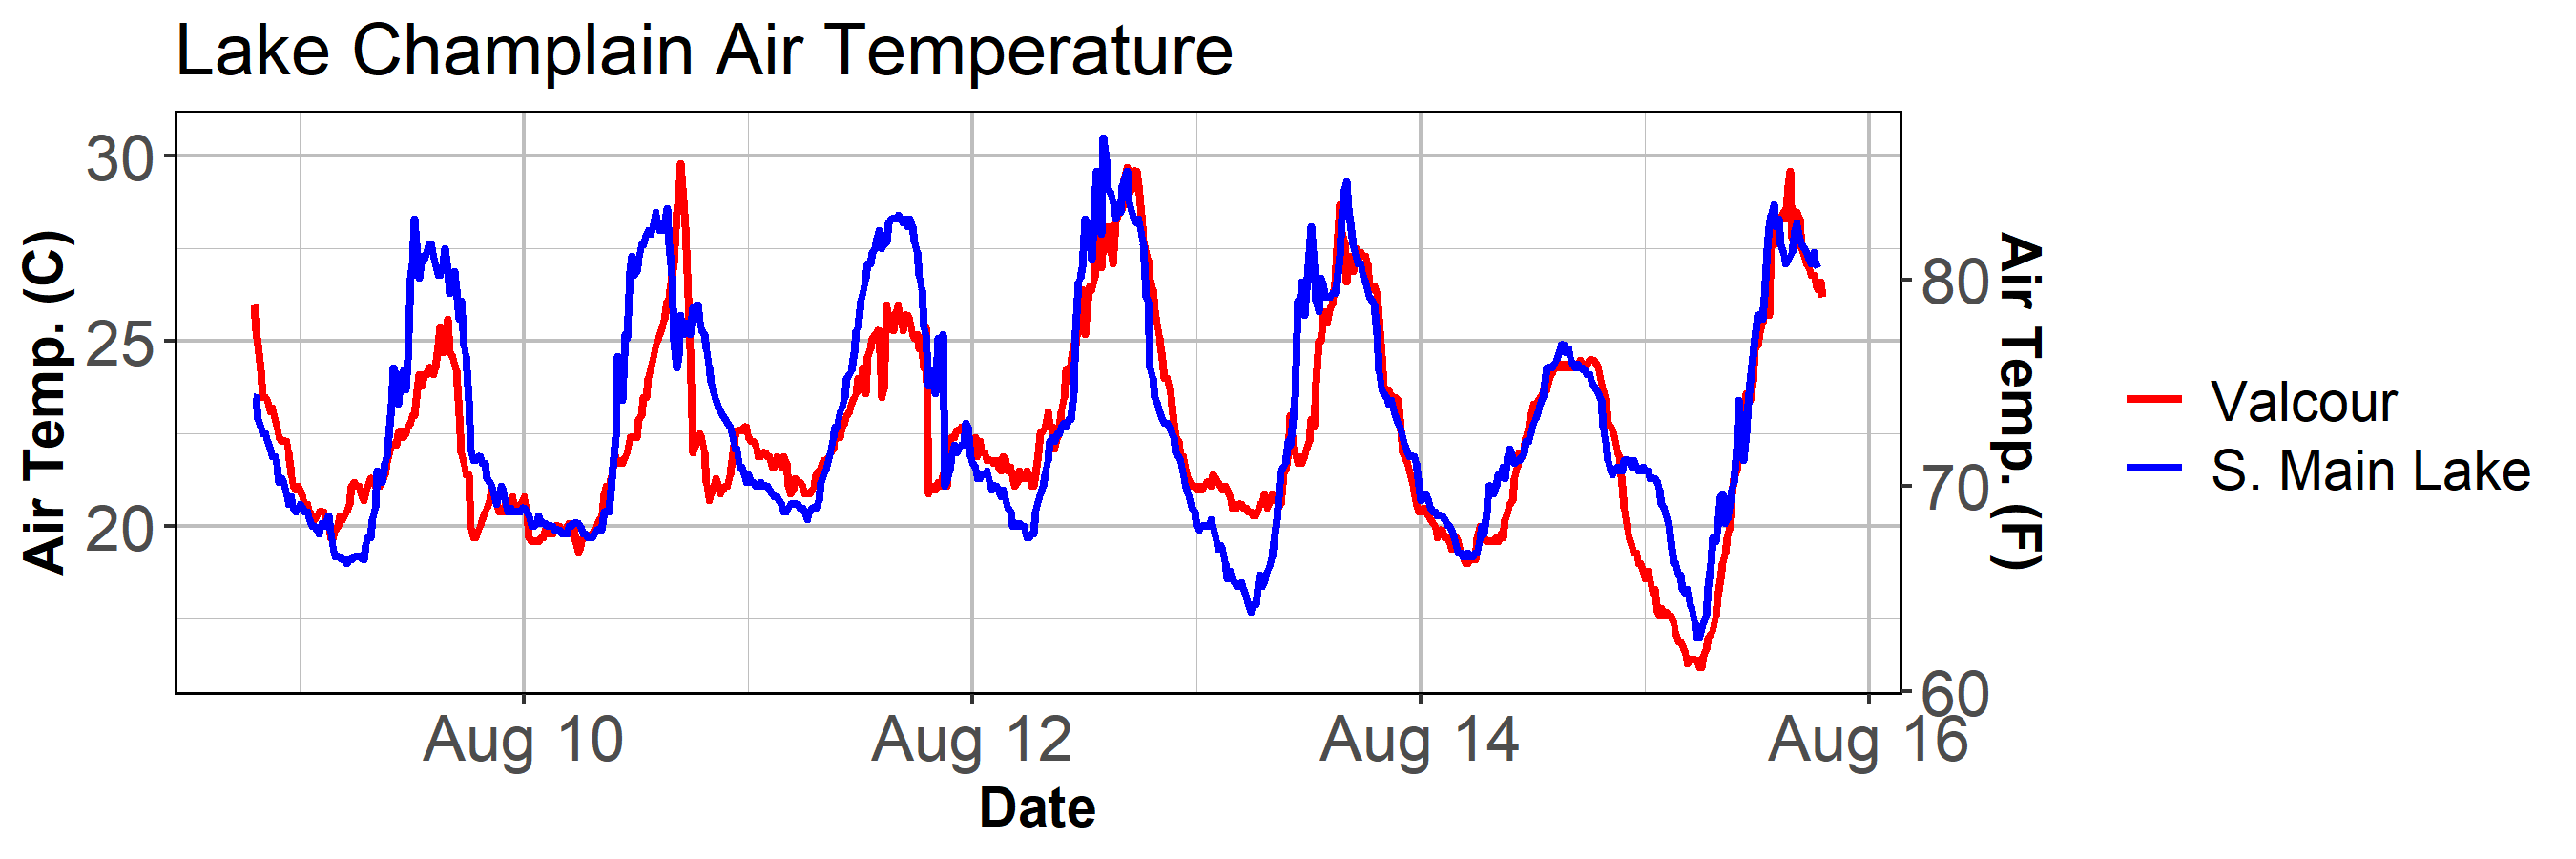 Lake Champlain Air Temperature
Air Temp. (C)
30
25
20
Air Temp. (F)
80
70
60
Aug 10
Aug 12
Aug 14
Aug 16
Date
Valcour
S. Main Lake